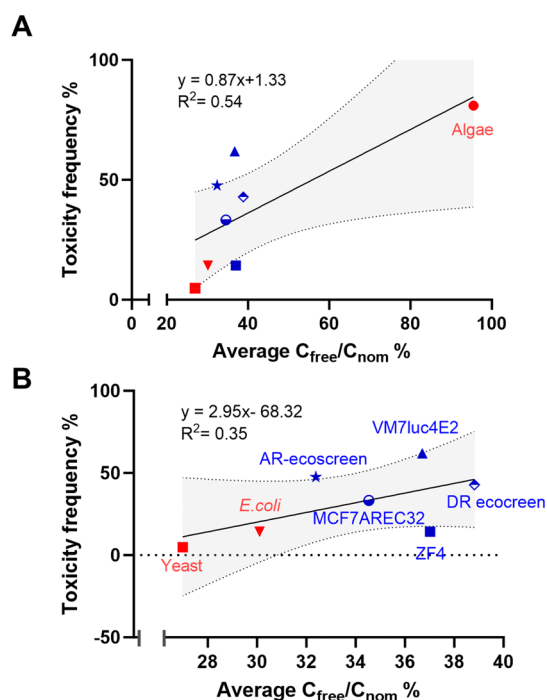 A
y = 0.87x+1.33
R²= 0.54
Algae
Toxicity frequency %
100
50
0
0 20 40 60 80 100
Average Cfree/Cnom %
B
y = 2.95x- 68.32
R²= 0.35
VM7luc4E2
AR-ecoscreen
E.coli
DR ecocreen
MCF7AREC32
Yeast
ZF4
Toxicity frequency %
100
50
0
-50
28 30 32 34 36 38 40
Average Cfree/Cnom %